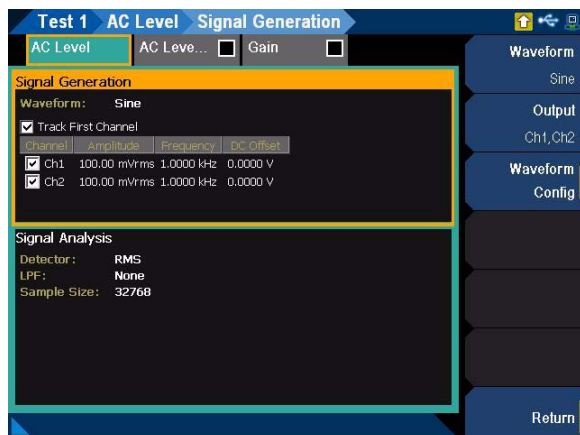 Test 1 AC Level Signal Generation
AC Level AC Leve... Gain
Signal Generation
Waveform: Sine
Track First Channel
Channel Amplitude Frequency DC Offset
Ch1 100.00 mVrms 1.0000 kHz 0.0000 V
Ch2 100.00 mVrms 1.0000 kHz 0.0000 V
Signal Analysis
Detector: RMS
LPF: None
Sample Size: 32768
Waveform
Sine
Output
Ch1,Ch2
Waveform
Config
Return